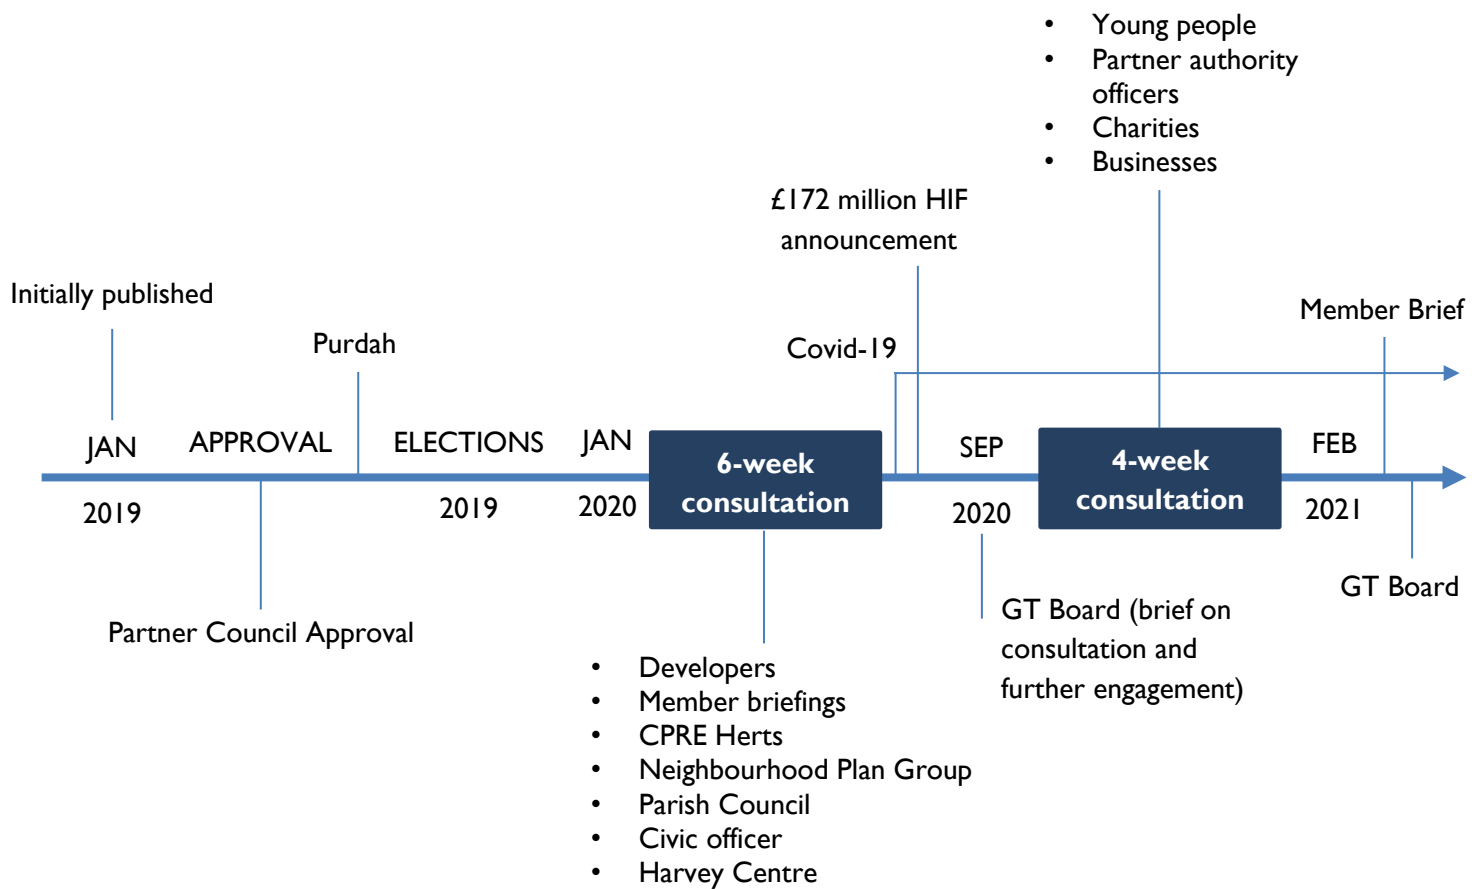 • Young people
• Partner authority
officers
• Charities
• Businesses
£172 million HIF
announcement
Initially published
Member Brief
Purdah
Covid-19
JAN
APPROVAL
ELECTIONS
JAN
6-week
consultation
SEP
4-week
consultation
FEB
2019
2019
2020
2020
2021
GT Board
Partner Council Approval
GT Board (brief on
consultation and
further engagement)
• Developers
• Member briefings
• CPRE Herts
• Neighbourhood Plan Group
• Parish Council
• Civic officer
• Harvey Centre